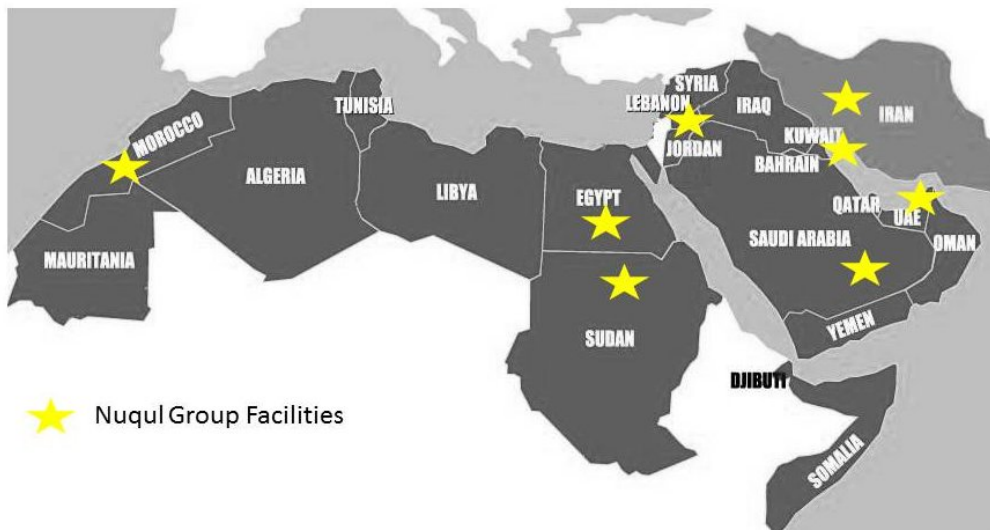 SYRIA
LEBANON
IRAQ
IRAN
TUNISIA
MOROCCO
JORDAN
KUWAIT
BAHRAIN
ALGERIA
LIBYA
EGYPT
QATAR
UAE
SAUDI ARABIA
OMAN
MAURITANIA
YEMEN
SUDAN
DJIBUTI
SOMALIA
Nuqul Group Facilities